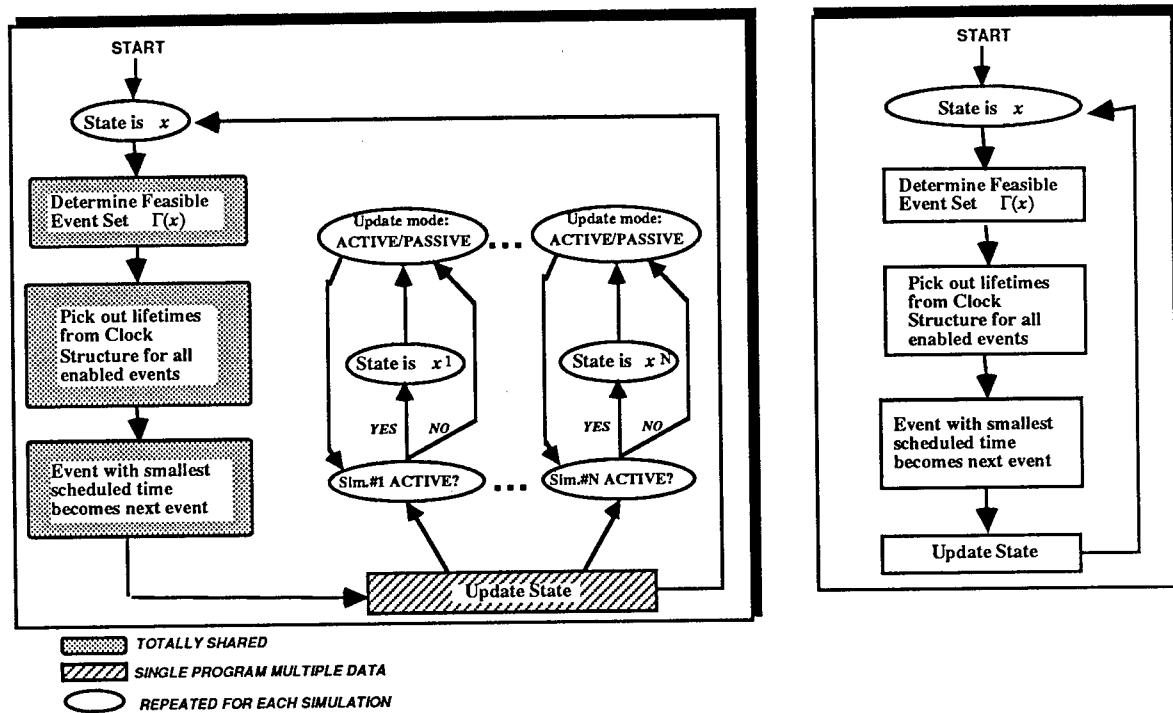 START
State is x
Determine Feasible
Event Set Γ(x)
Pick out lifetimes
from Clock
Structure for all
enabled events
Event with smallest
scheduled time
becomes next event
Update mode:
ACTIVE/PASSIVE
...
Update mode:
ACTIVE/PASSIVE
State is x 1
State is x N
YES NO
YES NO
Sim.#1 ACTIVE?
...
Sim.#N ACTIVE?
Update State
TOTALLY SHARED
SINGLE PROGRAM MULTIPLE DATA
REPEATED FOR EACH SIMULATION
START
State is x
Determine Feasible
Event Set Γ(x)
Pick out lifetimes
from Clock
Structure for all
enabled events
Event with smallest
scheduled time
becomes next event
Update State